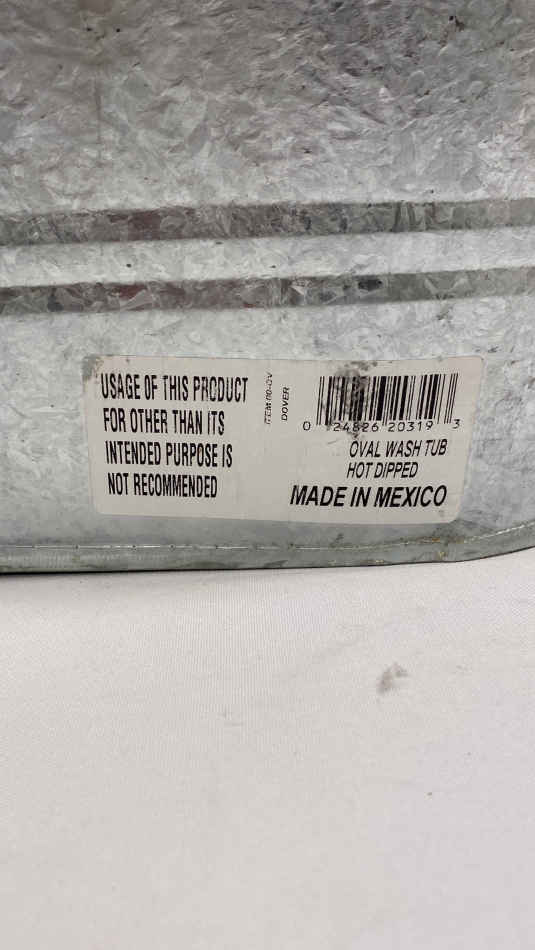 USAGE OF THIS PRODUCT
FOR OTHER THAN ITS
INTENDED PURPOSE IS
NOT RECOMMENDED
ITEM
DOVER
0 24826 20319 3
OVAL WASH TUB
HOT DIPPED
MADE IN MEXICO